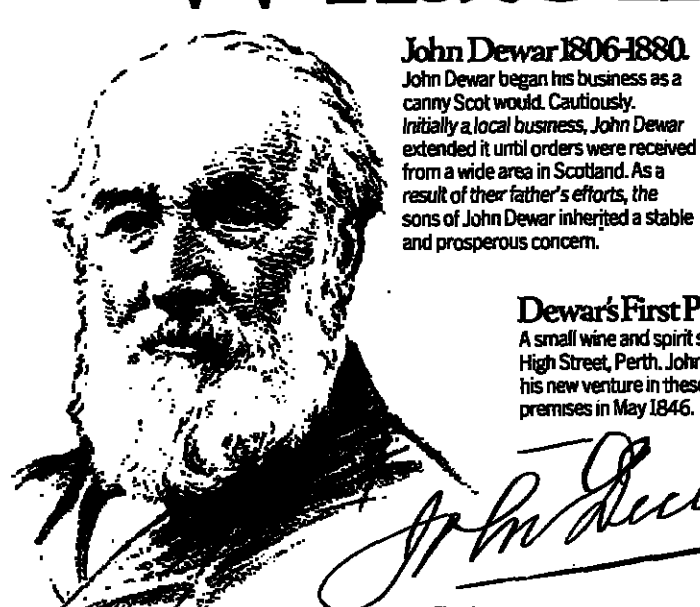 John Dewar 1806-1880.
John Dewar began his business as a
canny Scot would. Cautiously.
Initially a local business, John Dewar
extended it until orders were received
from a wide area in Scotland. As a
result of their father's efforts, the
sons of John Dewar inherited a stable
and prosperous concern.
Dewar's First P
A small wine and spirit s
High Street, Perth. John
his new venture in these
premises in May 1846.
John Dew